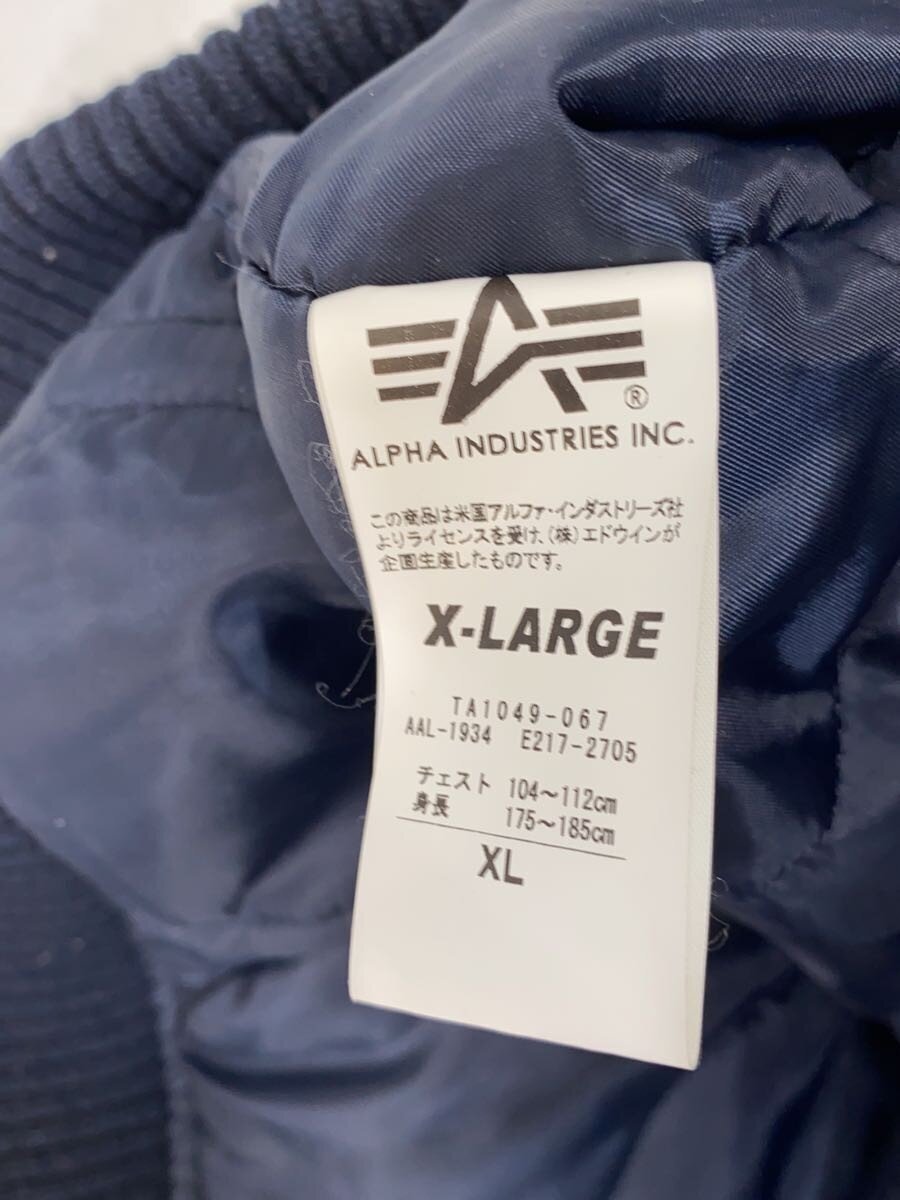 ®
ALPHA INDUSTRIES INC.
この商品は米国アルファ・インダストリーズ社
よりライセンスを受け、(株)エドウインが
企画生産したものです。
X-LARGE
TA1049-067
AAL-1934 E217-2705
チェスト 104～112cm
身長 175～185cm
XL